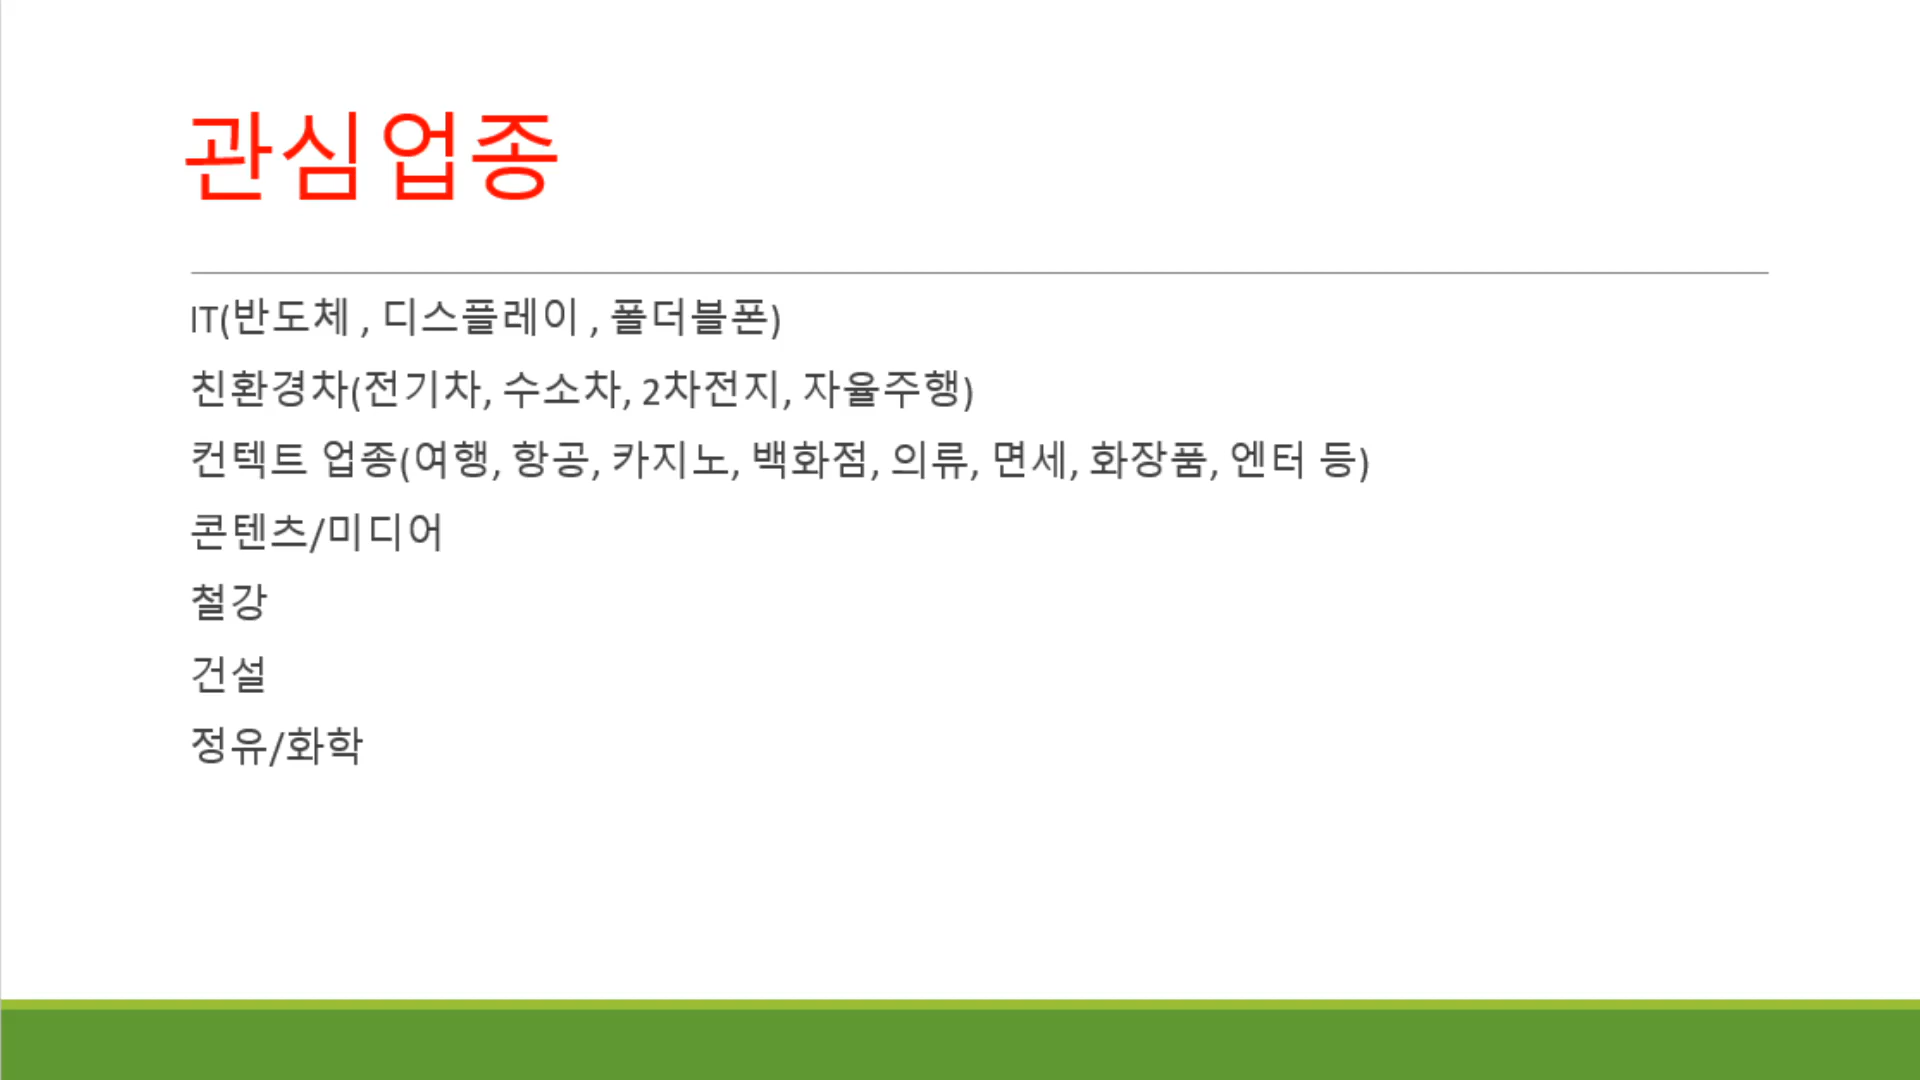 관심업종
IT(반도체 , 디스플레이 , 폴더블폰)
친환경차(전기차, 수소차, 2차전지, 자율주행)
컨텍트 업종(여행, 항공, 카지노, 백화점, 의류, 면세, 화장품, 엔터 등)
콘텐츠/미디어
철강
건설
정유/화학